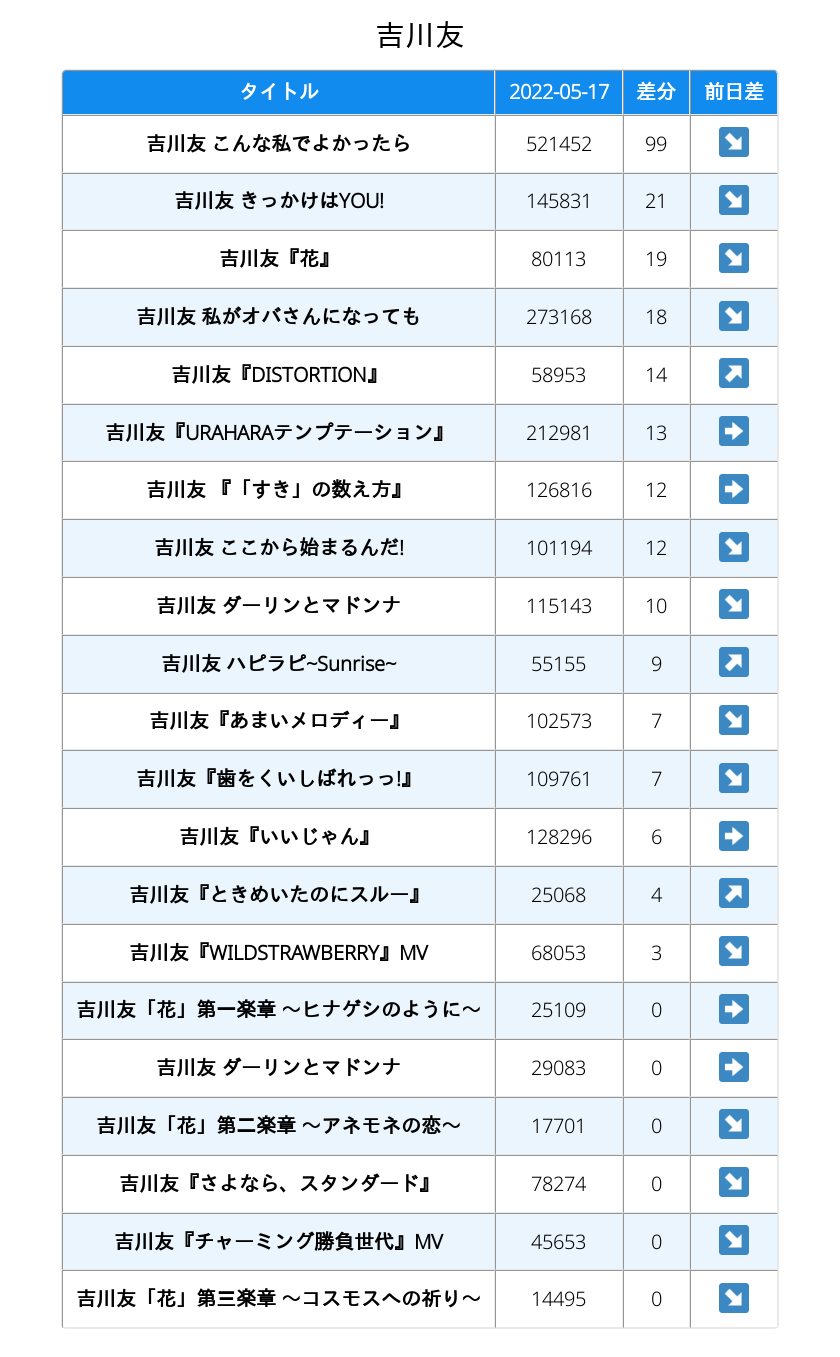 吉川友
タイトル 2022-05-17 差分 前日差
吉川友 こんな私でよかったら 521452 99 ↘
吉川友 きっかけはYOU! 145831 21 ↘
吉川友『花』 80113 19 ↘
吉川友 私がオバさんになっても 273168 18 ↘
吉川友『DISTORTION』 58953 14 ↗
吉川友『URAHARAテンプテーション』 212981 13 ➡
吉川友 『「すき」の数え方』 126816 12 ➡
吉川友 ここから始まるんだ! 101194 12 ↘
吉川友 ダーリンとマドンナ 115143 10 ↘
吉川友 ハピラピ~Sunrise~ 55155 9 ↗
吉川友『あまいメロディー』 102573 7 ↘
吉川友『歯をくいしばれっっ!』 109761 7 ↘
吉川友『いいじゃん』 128296 6 ➡
吉川友『ときめいたのにスルー』 25068 4 ↗
吉川友『WILDSTRAWBERRY』MV 68053 3 ↘
吉川友「花」第一楽章 〜ヒナゲシのように〜 25109 0 ➡
吉川友 ダーリンとマドンナ 29083 0 ➡
吉川友「花」第二楽章 〜アネモネの恋〜 17701 0 ↘
吉川友『さよなら、スタンダード』 78274 0 ↘
吉川友『チャーミング勝負世代』MV 45653 0 ↘
吉川友「花」第三楽章 〜コスモスへの祈り〜 14495 0 ↘